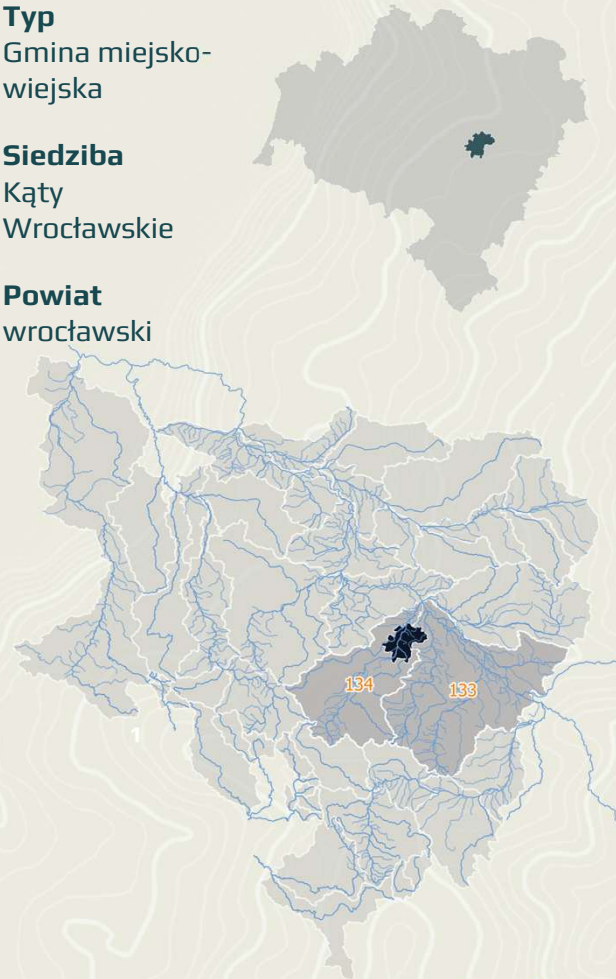 Typ
Gmina miejsko-
wiejska
Siedziba
Kąty
Wrocławskie
Powiat
wrocławski
134
133
1